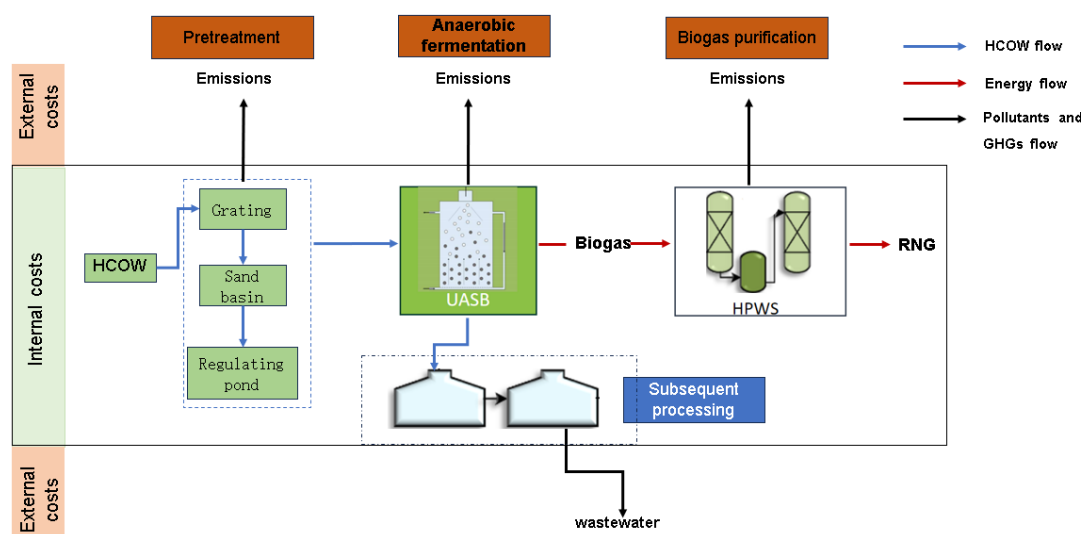 Pretreatment
Anaerobic
fermentation
Biogas purification
HCOW flow
Energy flow
Pollutants and
GHGs flow
Emissions
Emissions
Emissions
External
costs
Internal costs
External
costs
HCOW
Grating
Sand
basin
Regulating
pond
UASB
Biogas
HPWS
RNG
Subsequent
processing
wastewater